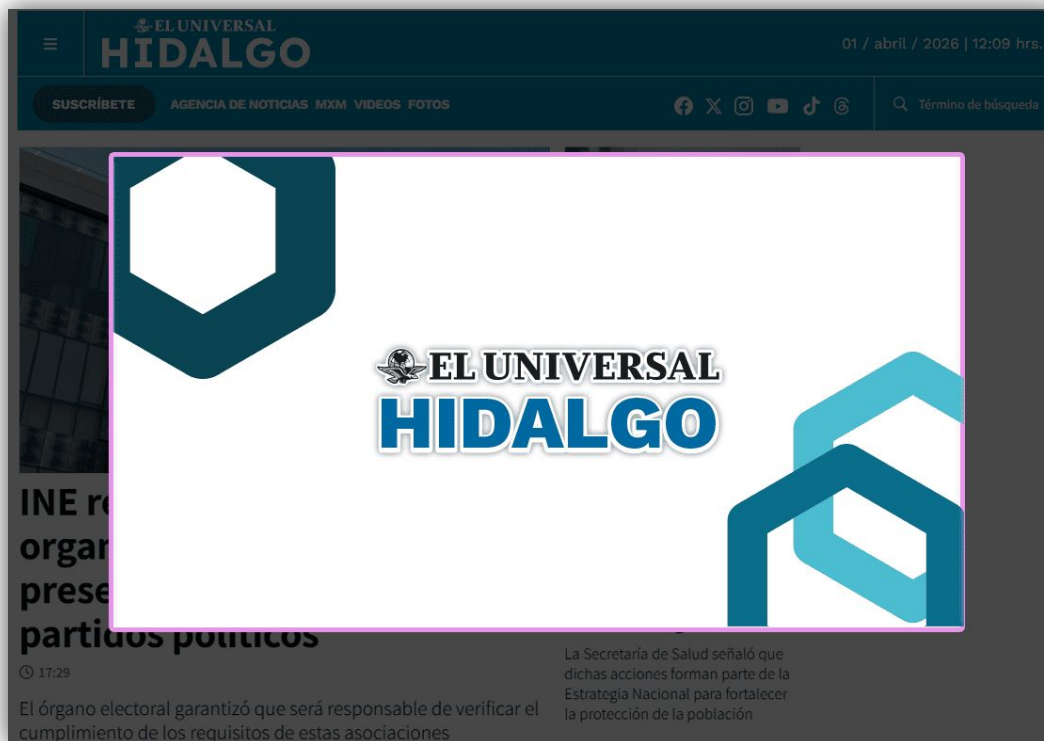 EL UNIVERSAL
HIDALGO
01 / abril / 2026 | 12:09 hrs.
SUSCRÍBETE AGENCIA DE NOTICIAS MXM VIDEOS FOTOS
Término de búsqueda
EL UNIVERSAL
HIDALGO
INE
partidos políticos
17:29
El órgano electoral garantizó que será responsable de verificar el
cumplimiento de los requisitos de estas asociaciones
La Secretaría de Salud señaló que
dichas acciones forman parte de la
Estrategia Nacional para fortalecer
la protección de la población